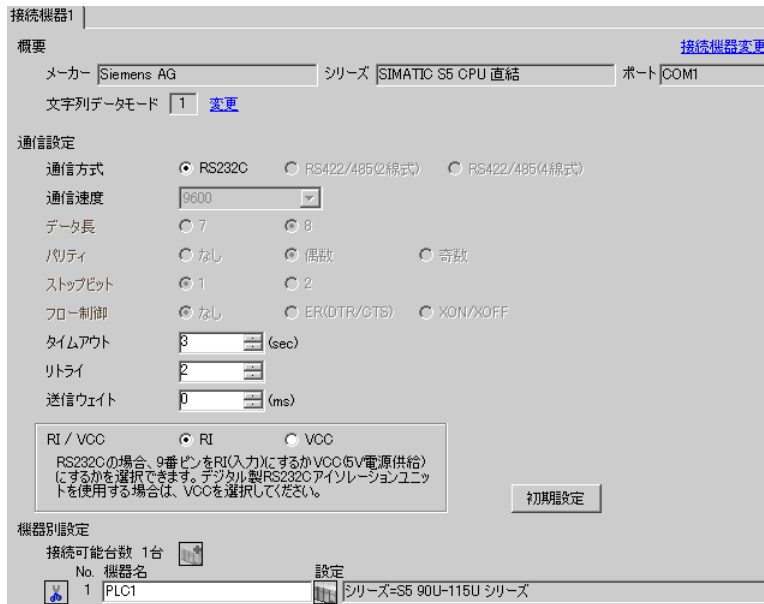 接続機器1
概要 接続機器変更
メーカー Siemens AG シリーズ SIMATIC S5 CPU 直結 ポート COM1
文字列データモード 1 変更
通信設定
通信方式 RS232C RS422/485(2線式) RS422/485(4線式)
通信速度 9600
データ長 7 8
パリティ なし 偶数 奇数
ストップビット 1 2
フロー制御 なし ER(DTR/CTS) XON/XOFF
タイムアウト 3 (sec)
リトライ 2
送信ウェイト 0 (ms)
RI / VCC RI VCC
RS232Cの場合、9番ピンをRI(入力)にするかVCC(5V電源供給)
にするかを選択できます。デジタル製RS232Cアイソレーションユニッ
トを使用する場合は、VCCを選択してください。
初期設定
機器別設定
接続可能台数 1台
No. 機器名 設定
1 PLC1 シリーズ=S5 90U-115U シリーズ